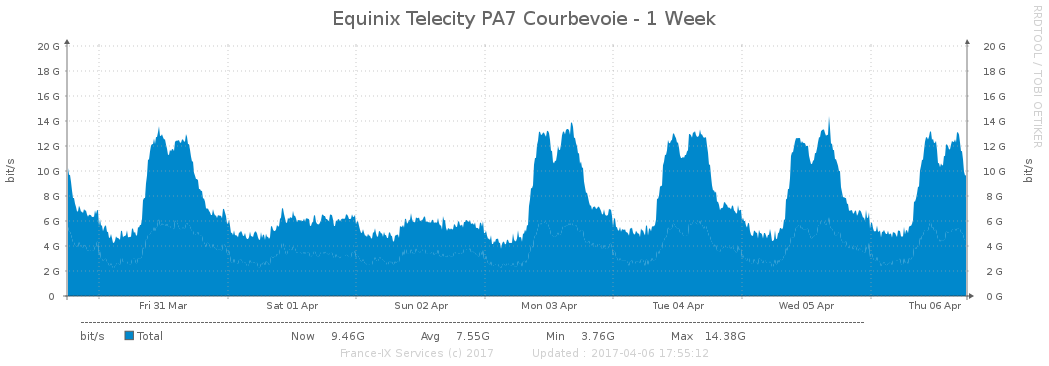 Equinix Telecity PA7 Courbevoie - 1 Week
RRDTOOL / TOBI OETIKER
bit/s
20 G
18 G
16 G
14 G
12 G
10 G
8 G
6 G
4 G
2 G
0
20 G
18 G
16 G
14 G
12 G
10 G
8 G
6 G
4 G
2 G
0 G
bit/s
Fri 31 Mar Sat 01 Apr Sun 02 Apr Mon 03 Apr Tue 04 Apr Wed 05 Apr Thu 06 Apr
bit/s Total Now 9.46G Avg 7.55G Min 3.76G Max 14.38G
France-IX Services (c) 2017 Updated : 2017-04-06 17:55:12